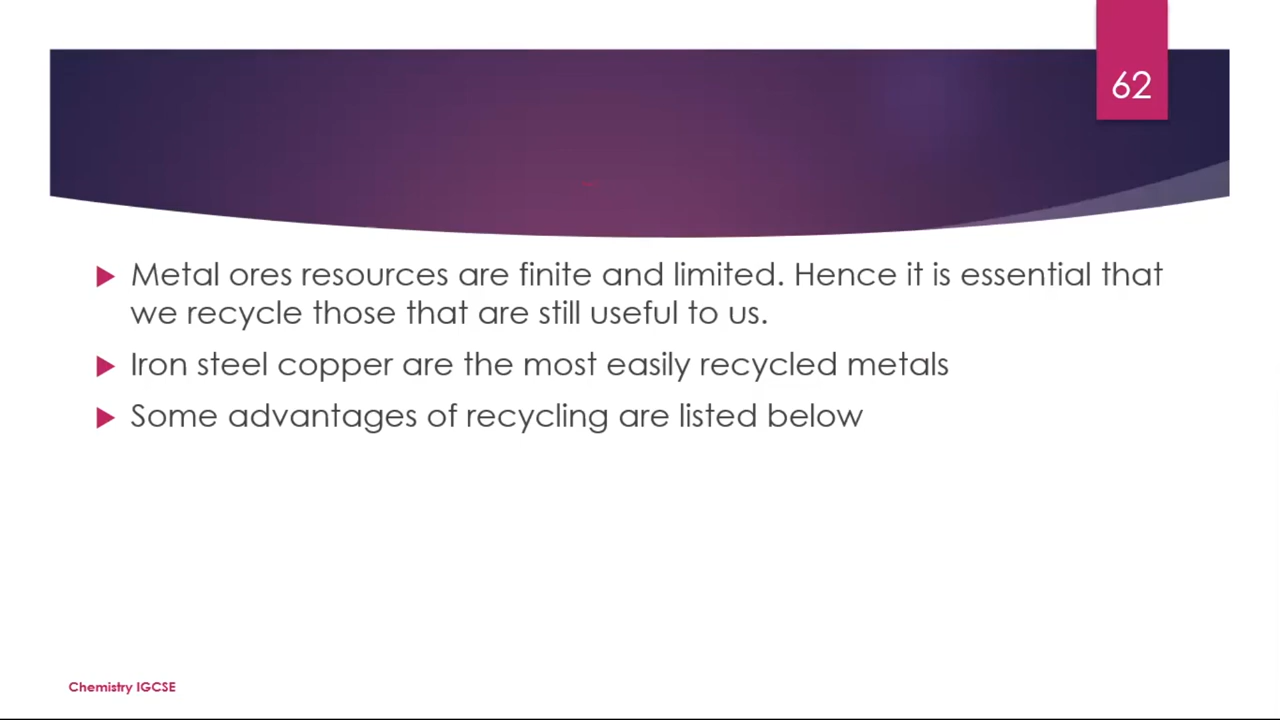 62
Metal ores resources are finite and limited. Hence it is essential that
we recycle those that are still useful to us.
Iron steel copper are the most easily recycled metals
Some advantages of recycling are listed below
Chemistry IGCSE